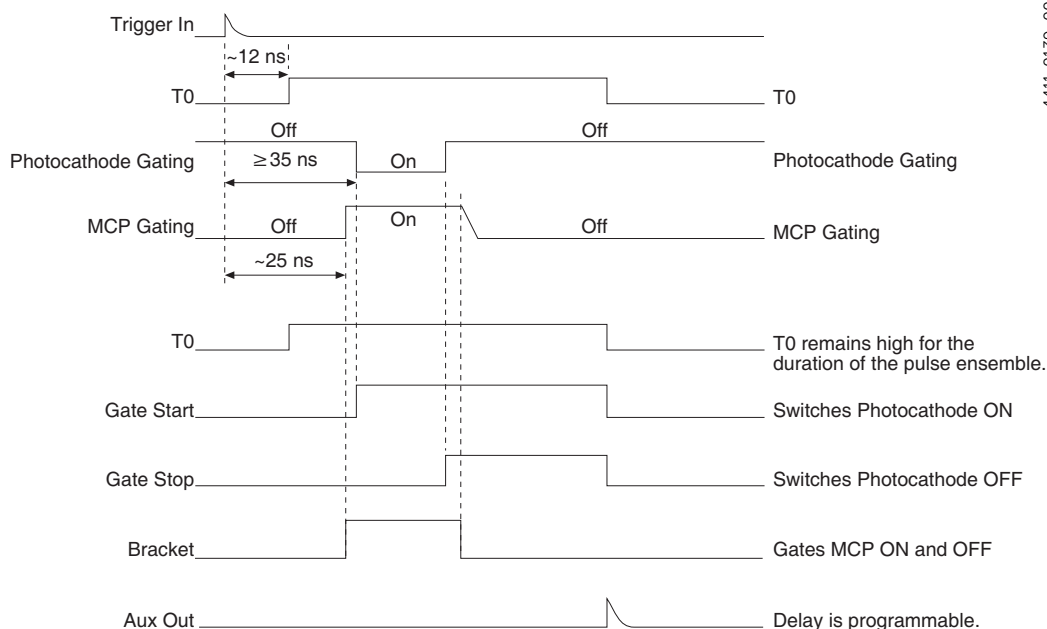 Trigger In
~12 ns
T0 T0
Off Off
Photocathode Gating ≥35 ns On Photocathode Gating
MCP Gating Off On Off MCP Gating
~25 ns
T0 T0 remains high for the
duration of the pulse ensemble.
Gate Start Switches Photocathode ON
Gate Stop Switches Photocathode OFF
Bracket Gates MCP ON and OFF
Aux Out Delay is programmable.